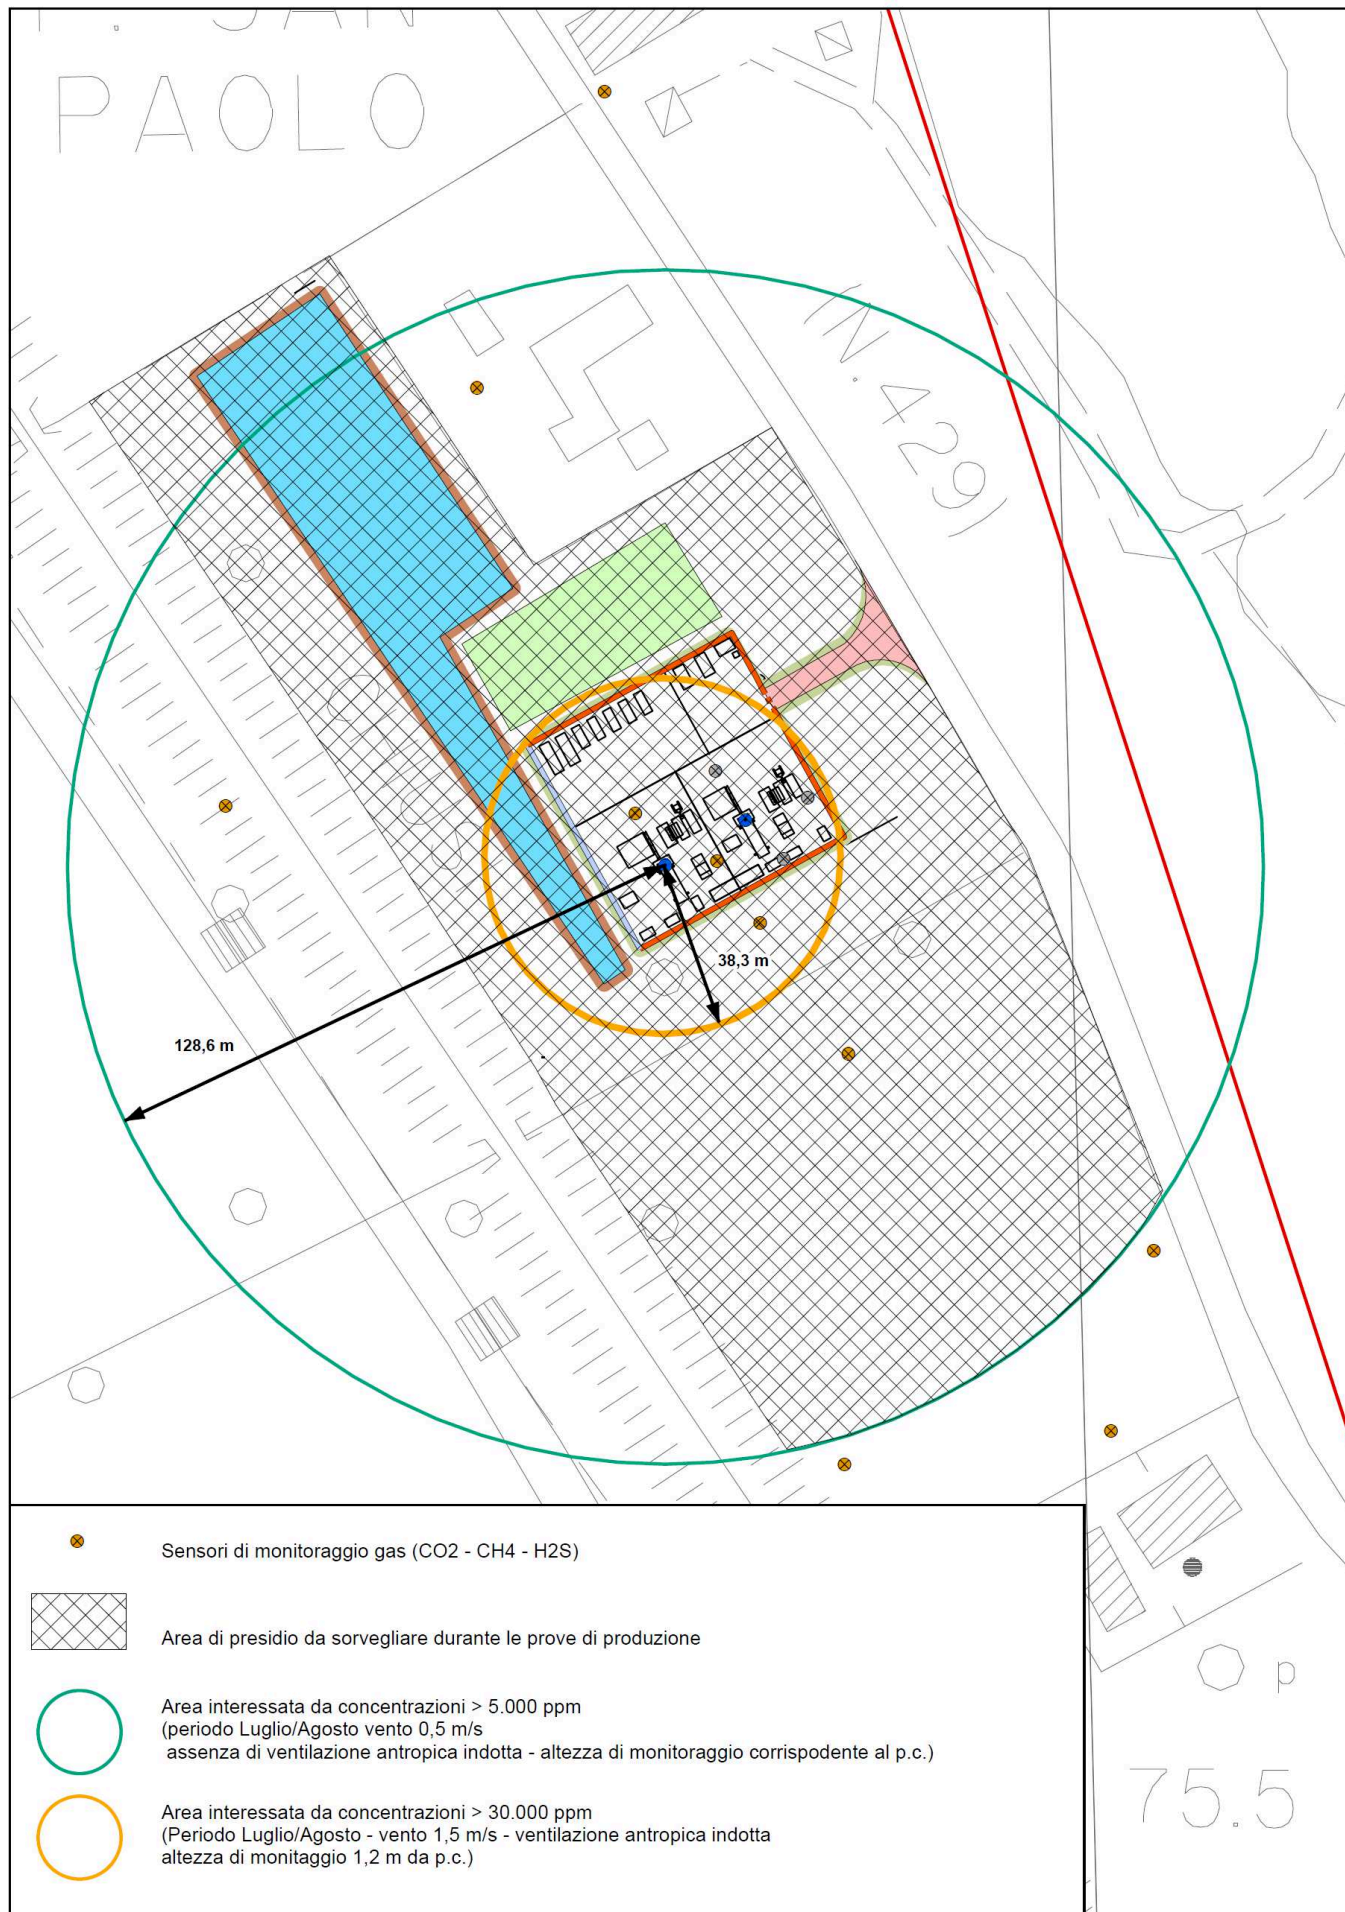 PAOLO
(M.429)
38,3 m
128,6 m
Sensori di monitoraggio gas (CO2 - CH4 - H2S)
Area di presidio da sorvegliare durante le prove di produzione
Area interessata da concentrazioni > 5.000 ppm
(periodo Luglio/Agosto vento 0,5 m/s
assenza di ventilazione antropica indotta - altezza di monitoraggio corrispodente al p.c.)
Area interessata da concentrazioni > 30.000 ppm
(Periodo Luglio/Agosto - vento 1,5 m/s - ventilazione antropica indotta
altezza di monitaggio 1,2 m da p.c.)
p
75.5